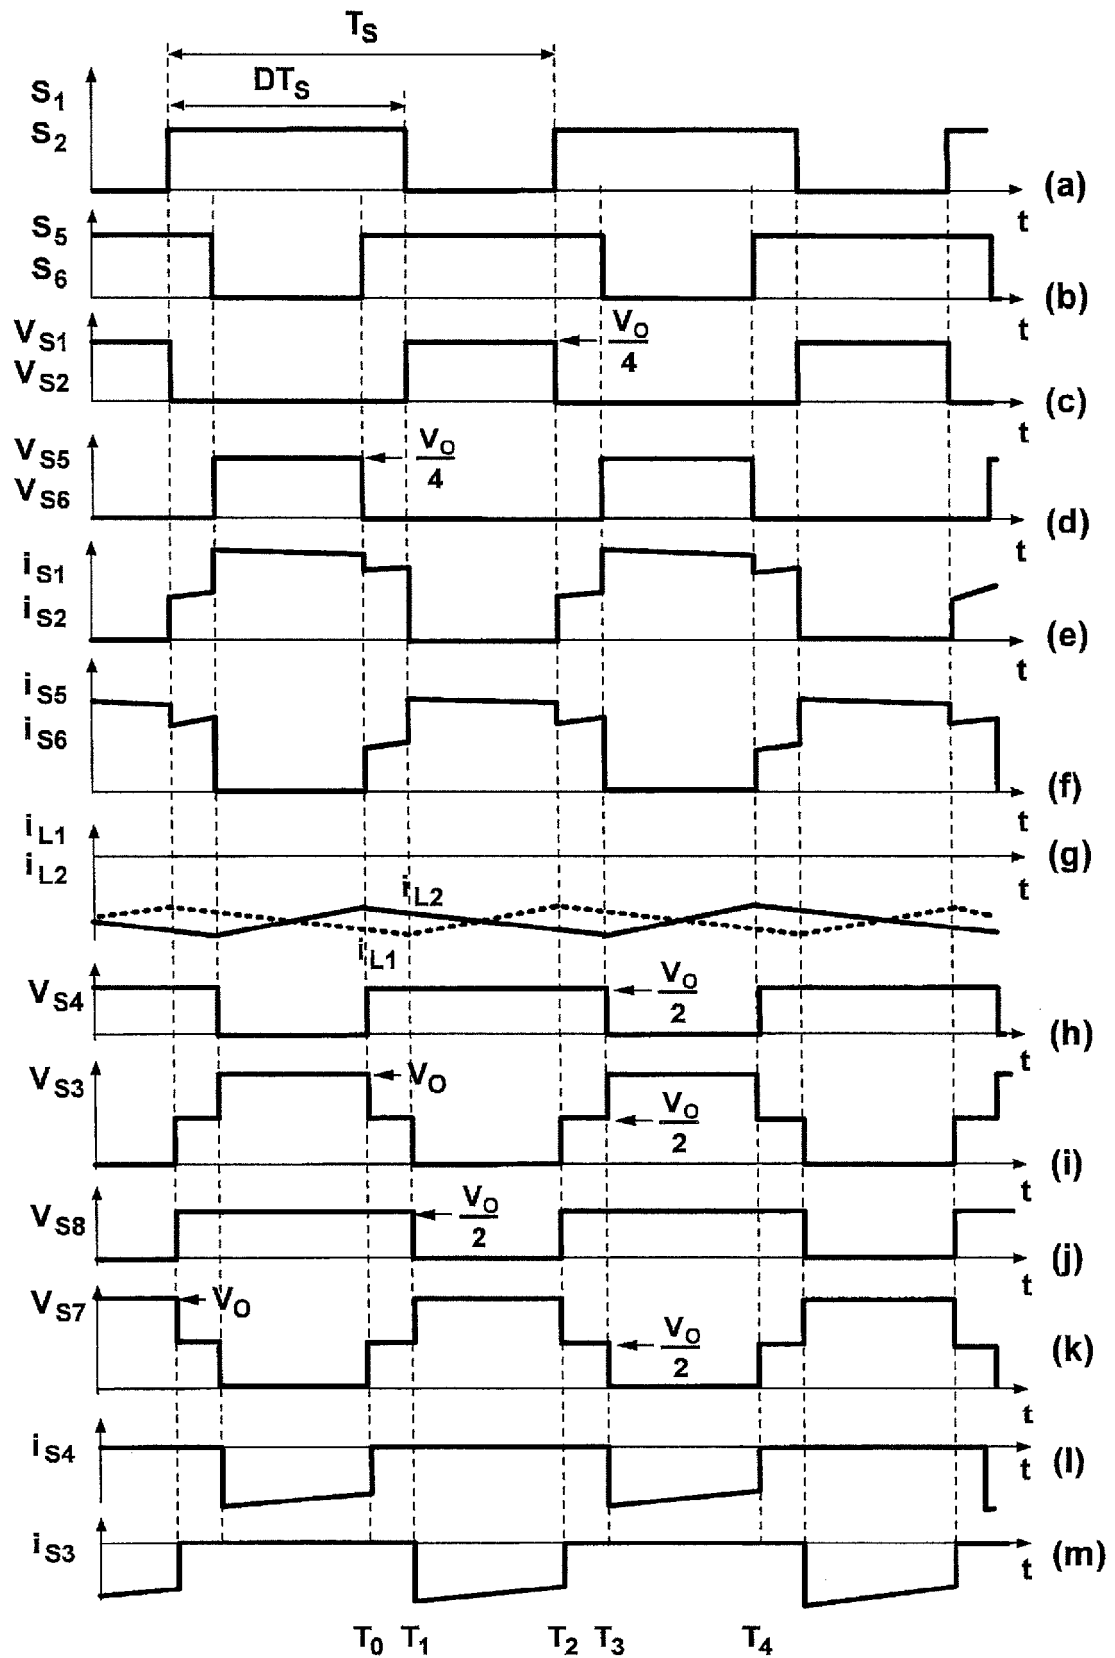 T_S
DT_S
S_1
S_2
(a)
t
S_5
S_6
(b)
t
V_S1
V_S2
V_O/4
(c)
t
V_S5
V_S6
V_O/4
(d)
t
i_S1
i_S2
(e)
t
i_S5
i_S6
(f)
t
i_L1
i_L2
(g)
t
i_L2
i_L1
V_S4
V_O/2
(h)
t
V_S3
V_O
V_O/2
(i)
t
V_S8
V_O/2
(j)
t
V_S7
V_O
V_O/2
(k)
t
i_S4
t
(l)
i_S3
t
(m)
T_0 T_1 T_2 T_3 T_4